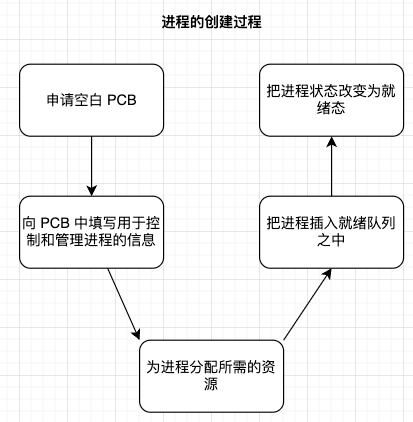 进程的创建过程
申请空白 PCB
向 PCB 中填写用于控
制和管理进程的信息
为进程分配所需的资
源
把进程插入就绪队列
之中
把进程状态改变为就
绪态